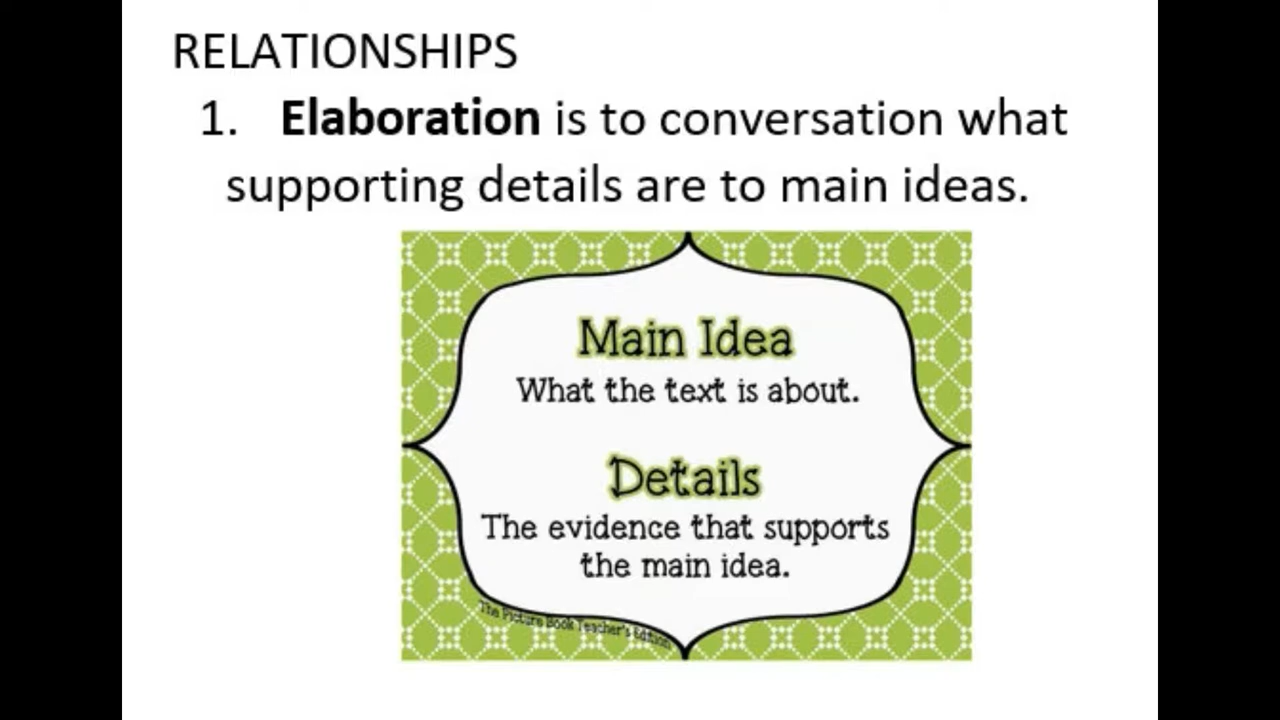 RELATIONSHIPS
1. Elaboration is to conversation what
supporting details are to main ideas.
Main Idea
What the text is about.
Details
The evidence that supports
the main idea.
The Picture Book Teacher's Edition